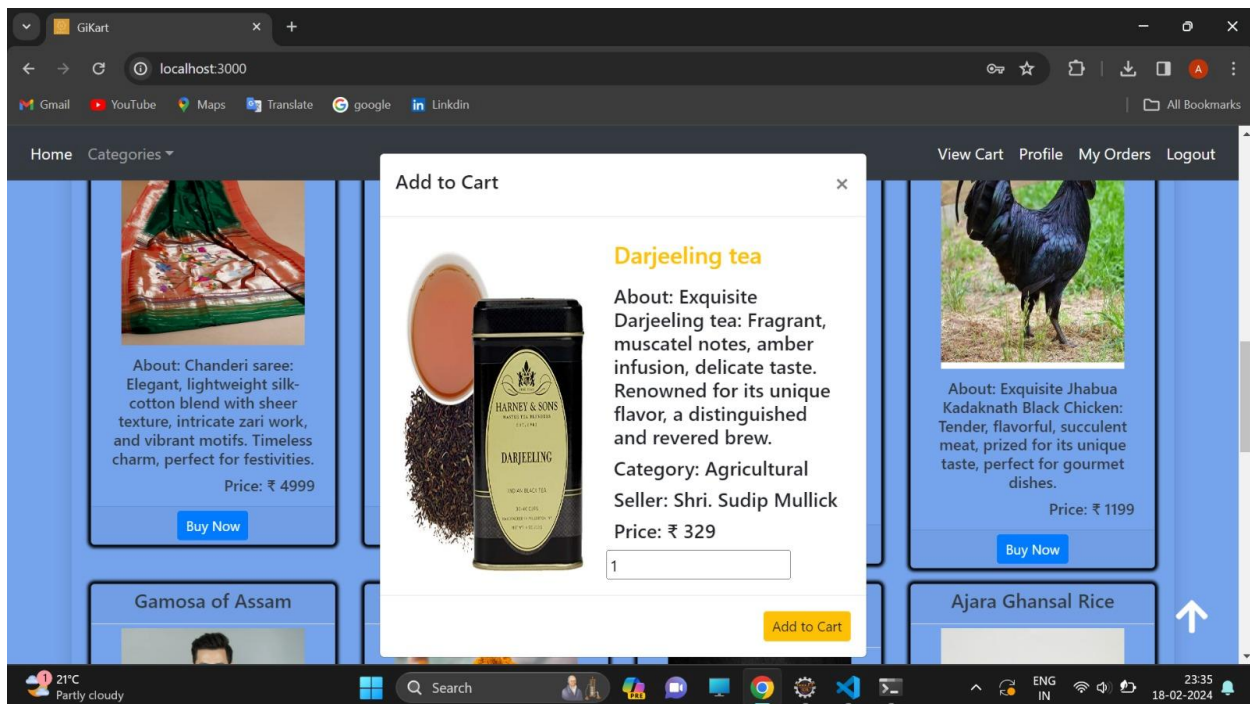 GiKart
localhost:3000
A
Gmail
YouTube
Maps
Translate
google
Linkdin
All Bookmarks
Home
Categories
View Cart
Profile
My Orders
Logout
About: Chanderi saree:
Elegant, lightweight silk-
cotton blend with sheer
texture, intricate zari work,
and vibrant motifs. Timeless
charm, perfect for festivities.
Price: ₹ 4999
Buy Now
Gamosa of Assam
Add to Cart
×
HARNEY & SONS
DARJEELING
INDIAN BLACK TEA
Darjeeling tea
About: Exquisite
Darjeeling tea: Fragrant,
muscatel notes, amber
infusion, delicate taste.
Renowned for its unique
flavor, a distinguished
and revered brew.
Category: Agricultural
Seller: Shri. Sudip Mullick
Price: ₹ 329
1
Add to Cart
About: Exquisite Jhabua
Kadaknath Black Chicken:
Tender, flavorful, succulent
meat, prized for its unique
taste, perfect for gourmet
dishes.
Price: ₹ 1199
Buy Now
Ajara Ghansal Rice
1
21°C
Partly cloudy
Search
PRE
ENG
IN
23:35
18-02-2024